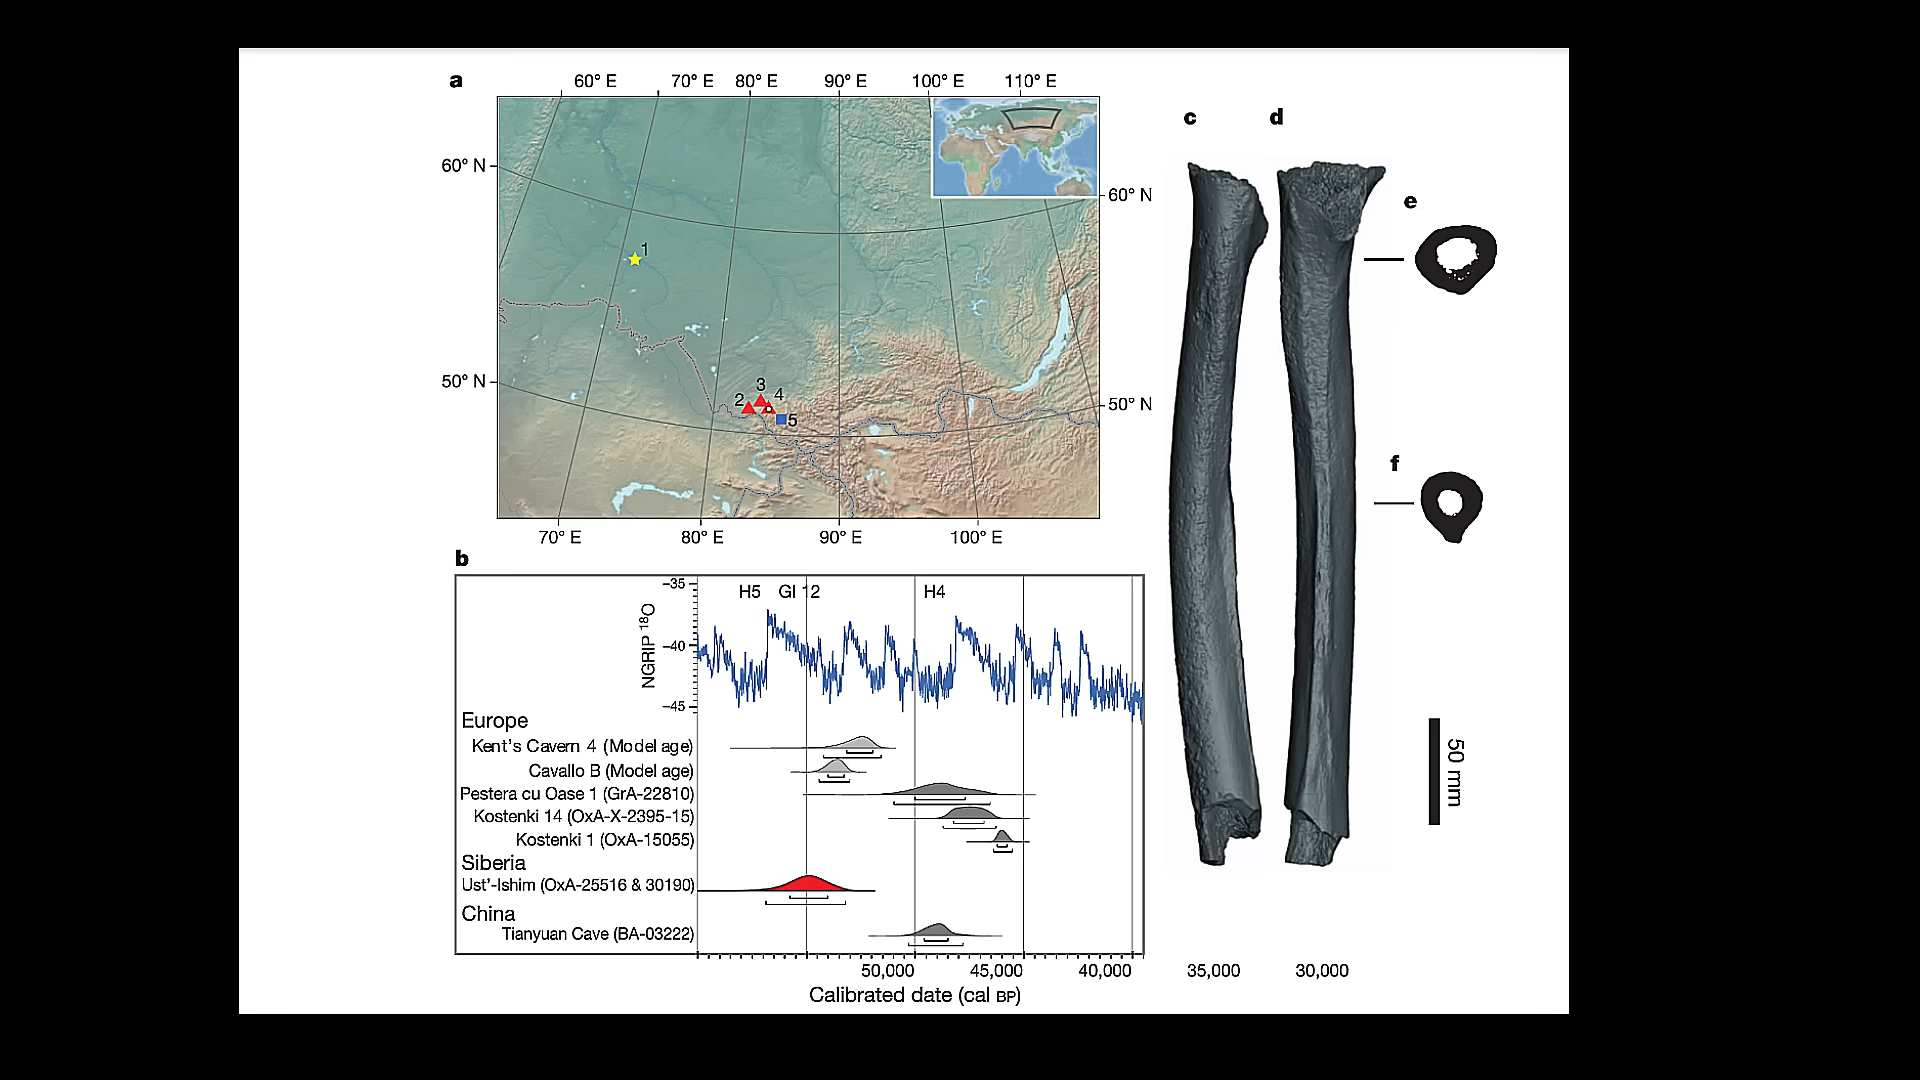 a
60° E 70° E 80° E 90° E 100° E 110° E
60° N
60° N
50° N
50° N
1
2
3
4
5
70° E 80° E 90° E 100° E
b
NGRIP ¹⁸O
–35
–40
–45
H5 GI 12 H4
Europe
Kent's Cavern 4 (Model age)
Cavallo B (Model age)
Pestera cu Oase 1 (GrA-22810)
Kostenki 14 (OxA-X-2395-15)
Kostenki 1 (OxA-15055)
Siberia
Ust'-Ishim (OxA-25516 & 30190)
China
Tianyuan Cave (BA-03222)
50,000 45,000 40,000 35,000 30,000
Calibrated date (cal BP)
c d
e
f
50 mm